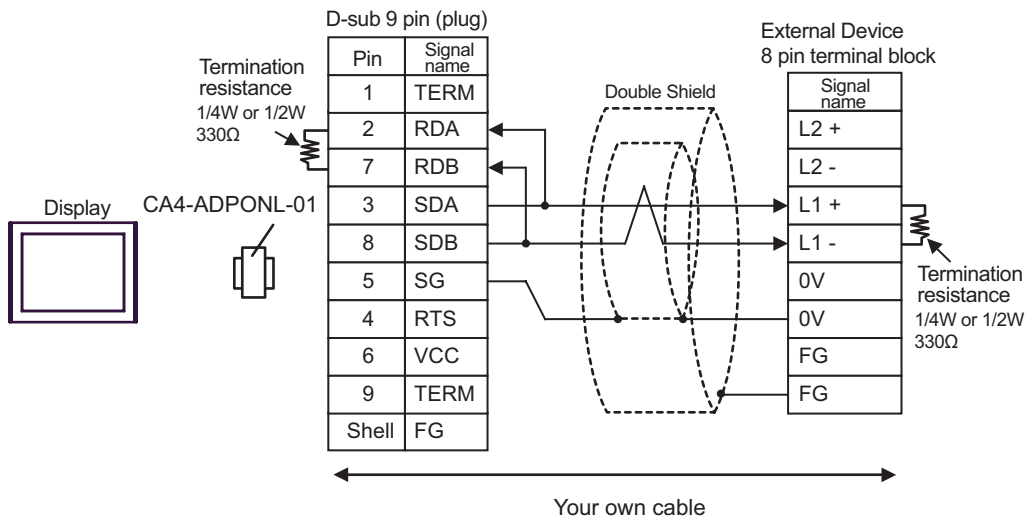 D-sub 9 pin (plug)
Pin Signal name
1 TERM
2 RDA
7 RDB
3 SDA
8 SDB
5 SG
4 RTS
6 VCC
9 TERM
Shell FG
Termination
resistance
1/4W or 1/2W
330Ω
Display
CA4-ADPONL-01
Double Shield
External Device
8 pin terminal block
Signal
name
L2 +
L2 -
L1 +
L1 -
0V
0V
FG
FG
Termination
resistance
1/4W or 1/2W
330Ω
Your own cable